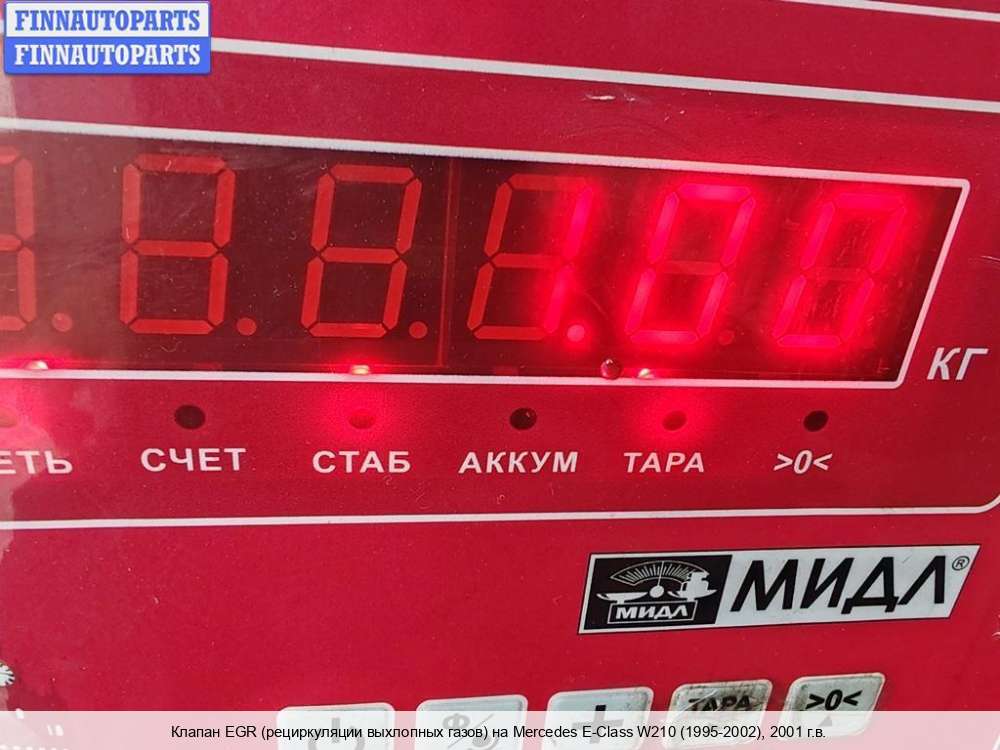 FINNAUTOPARTS
FINNAUTOPARTS
1.00
КГ
ЕТЬ СЧЕТ СТАБ АККУМ ТАРА >0<
МИДЛ МИДЛ®
ТАРА >0<
Клапан EGR (рециркуляции выхлопных газов) на Mercedes E-Class W210 (1995-2002), 2001 г.в.